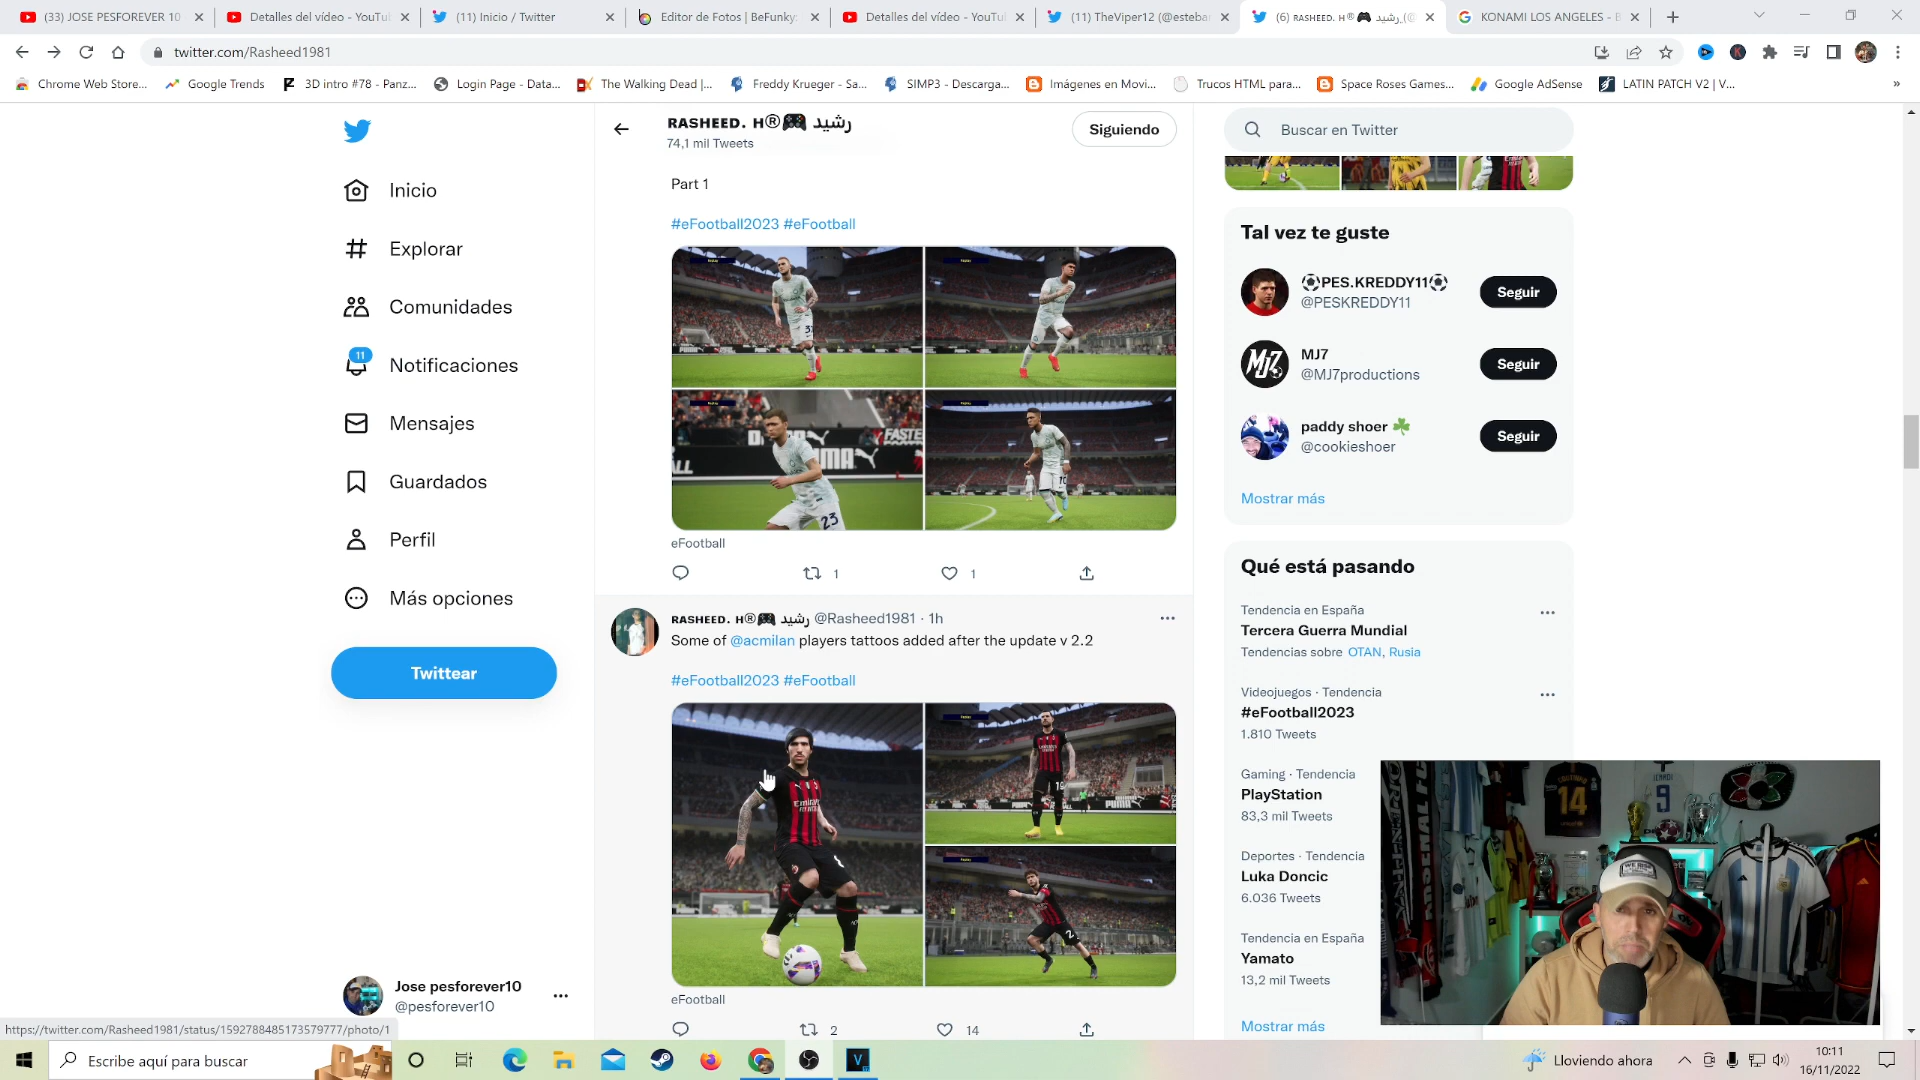 (33) JOSE PESFOREVER 10
Detalles del vídeo - YouTu
(11) Inicio / Twitter
Editor de Fotos | BeFunky:
Detalles del vídeo - YouTu
(11) TheViper12 (@esteba
(6) ʀᴀsʜᴇᴇᴅ. ʜ®🎮 رشيد (@
KONAMI LOS ANGELES - B
twitter.com/Rasheed1981
Chrome Web Store...
Google Trends
3D intro #78 - Panz...
Login Page - Data...
The Walking Dead |...
Freddy Krueger - Sa...
SIMP3 - Descarga...
Imágenes en Movi...
Trucos HTML para...
Space Roses Games...
Google AdSense
LATIN PATCH V2 | V...
»
Inicio
Explorar
Comunidades
11
Notificaciones
Mensajes
Guardados
Perfil
Más opciones
Twittear
Jose pesforever10
@pesforever10
ʀᴀsʜᴇᴇᴅ. ʜ®🎮 رشيد
74,1 mil Tweets
Siguiendo
Part 1
#eFootball2023 #eFootball
23
eFootball
1
1
ʀᴀsʜᴇᴇᴅ. ʜ®🎮 رشيد @Rasheed1981 · 1h
Some of @acmilan players tattoos added after the update v 2.2
#eFootball2023 #eFootball
eFootball
2
14
Buscar en Twitter
Tal vez te guste
⚽PES.KREDDY11⚽
@PESKREDDY11
Seguir
MJ7
@MJ7productions
Seguir
paddy shoer ☘️
@cookieshoer
Seguir
Mostrar más
Qué está pasando
Tendencia en España
Tercera Guerra Mundial
Tendencias sobre OTAN, Rusia
Videojuegos · Tendencia
#eFootball2023
1.810 Tweets
Gaming · Tendencia
PlayStation
83,3 mil Tweets
Deportes · Tendencia
Luka Doncic
6.036 Tweets
Tendencia en España
Yamato
13,2 mil Tweets
Mostrar más
14
9
https://twitter.com/Rasheed1981/status/1592788485173579777/photo/1
Escribe aquí para buscar
Lloviendo ahora
10:11
16/11/2022